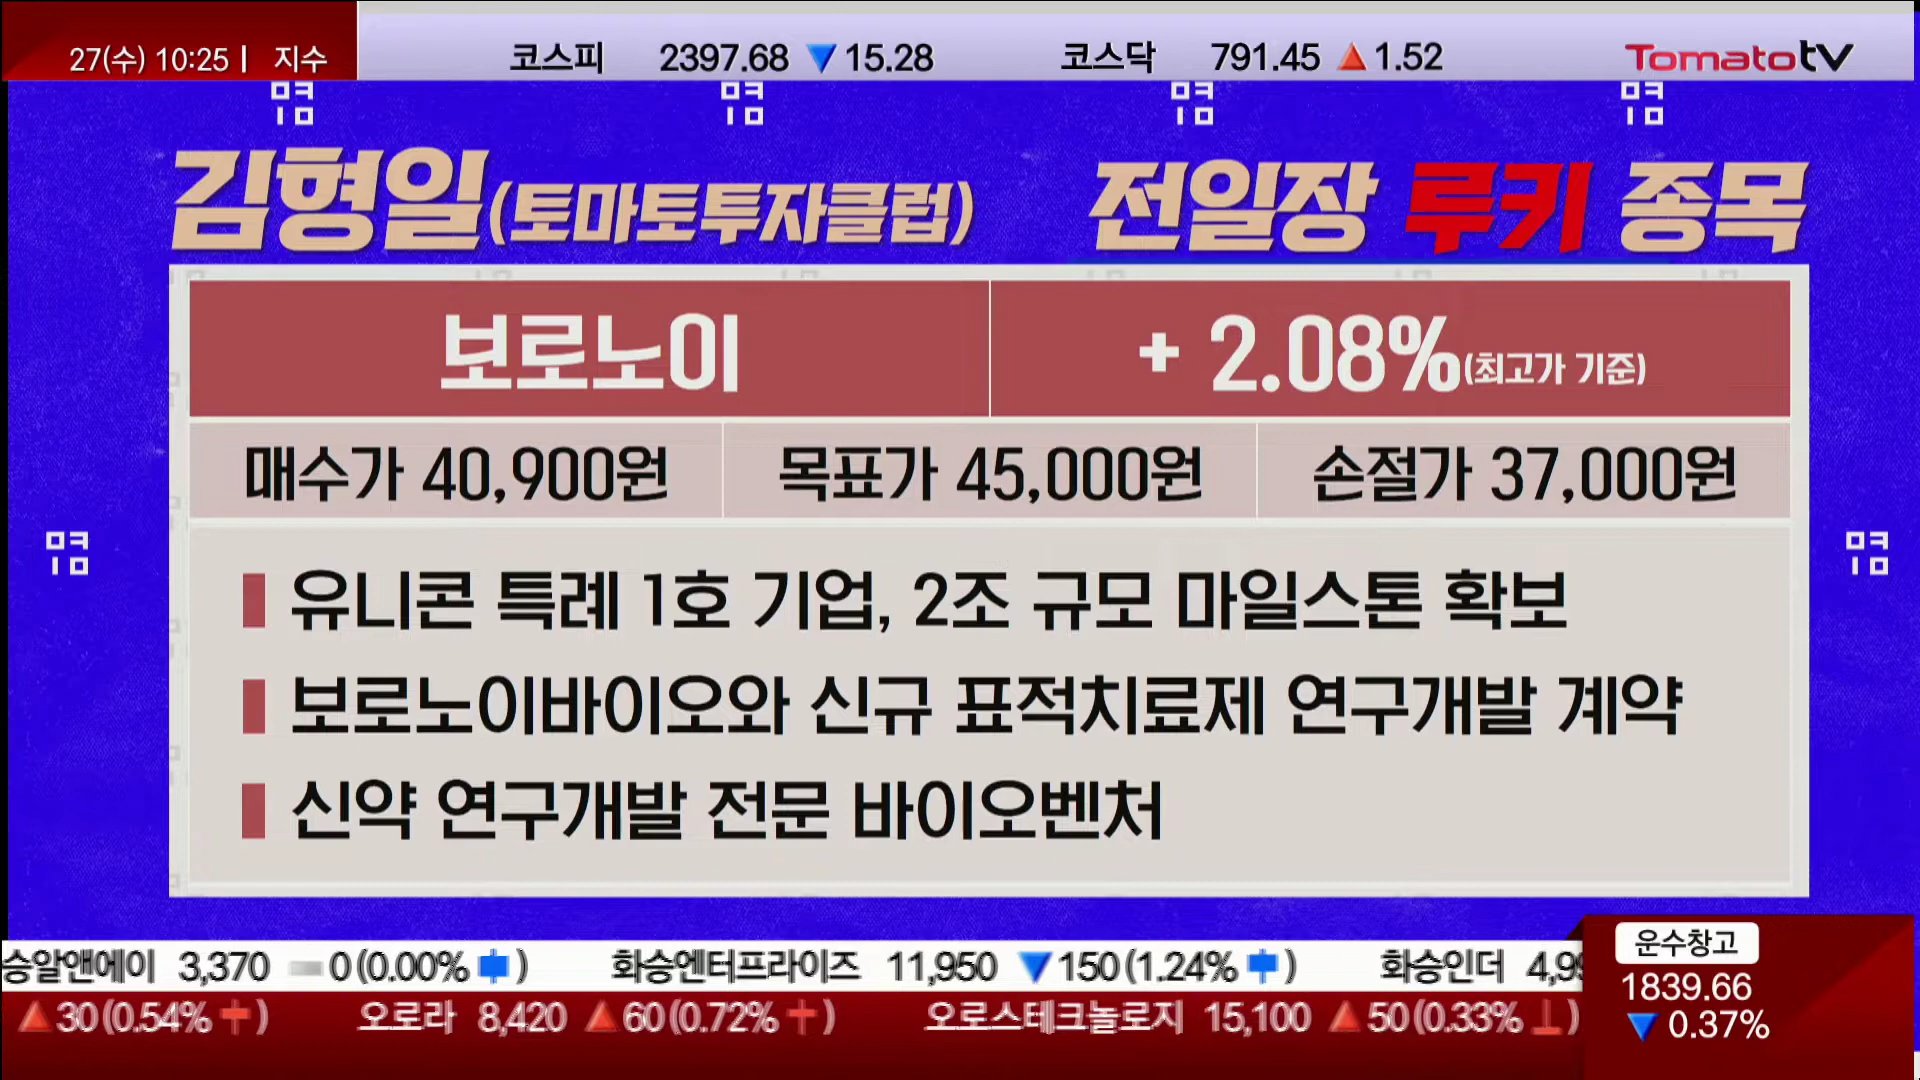 27(수) 10:25 | 지수 코스피 2397.68 ▼ 15.28 코스닥 791.45 ▲ 1.52 Tomato tv
김형일(토마토투자클럽) 전일장 루키 종목
보로노이 + 2.08%(최고가 기준)
매수가 40,900원 목표가 45,000원 손절가 37,000원
유니콘 특례 1호 기업, 2조 규모 마일스톤 확보
보로노이바이오와 신규 표적치료제 연구개발 계약
신약 연구개발 전문 바이오벤처
승알앤에이 3,370 0(0.00%) 화승엔터프라이즈 11,950 ▼150(1.24%) 화승인더
▲30(0.54%) 오로라 8,420 ▲60(0.72%) 오로스테크놀로지 15,100 ▲50(0.33%)
운수창고
1839.66
▼ 0.37%